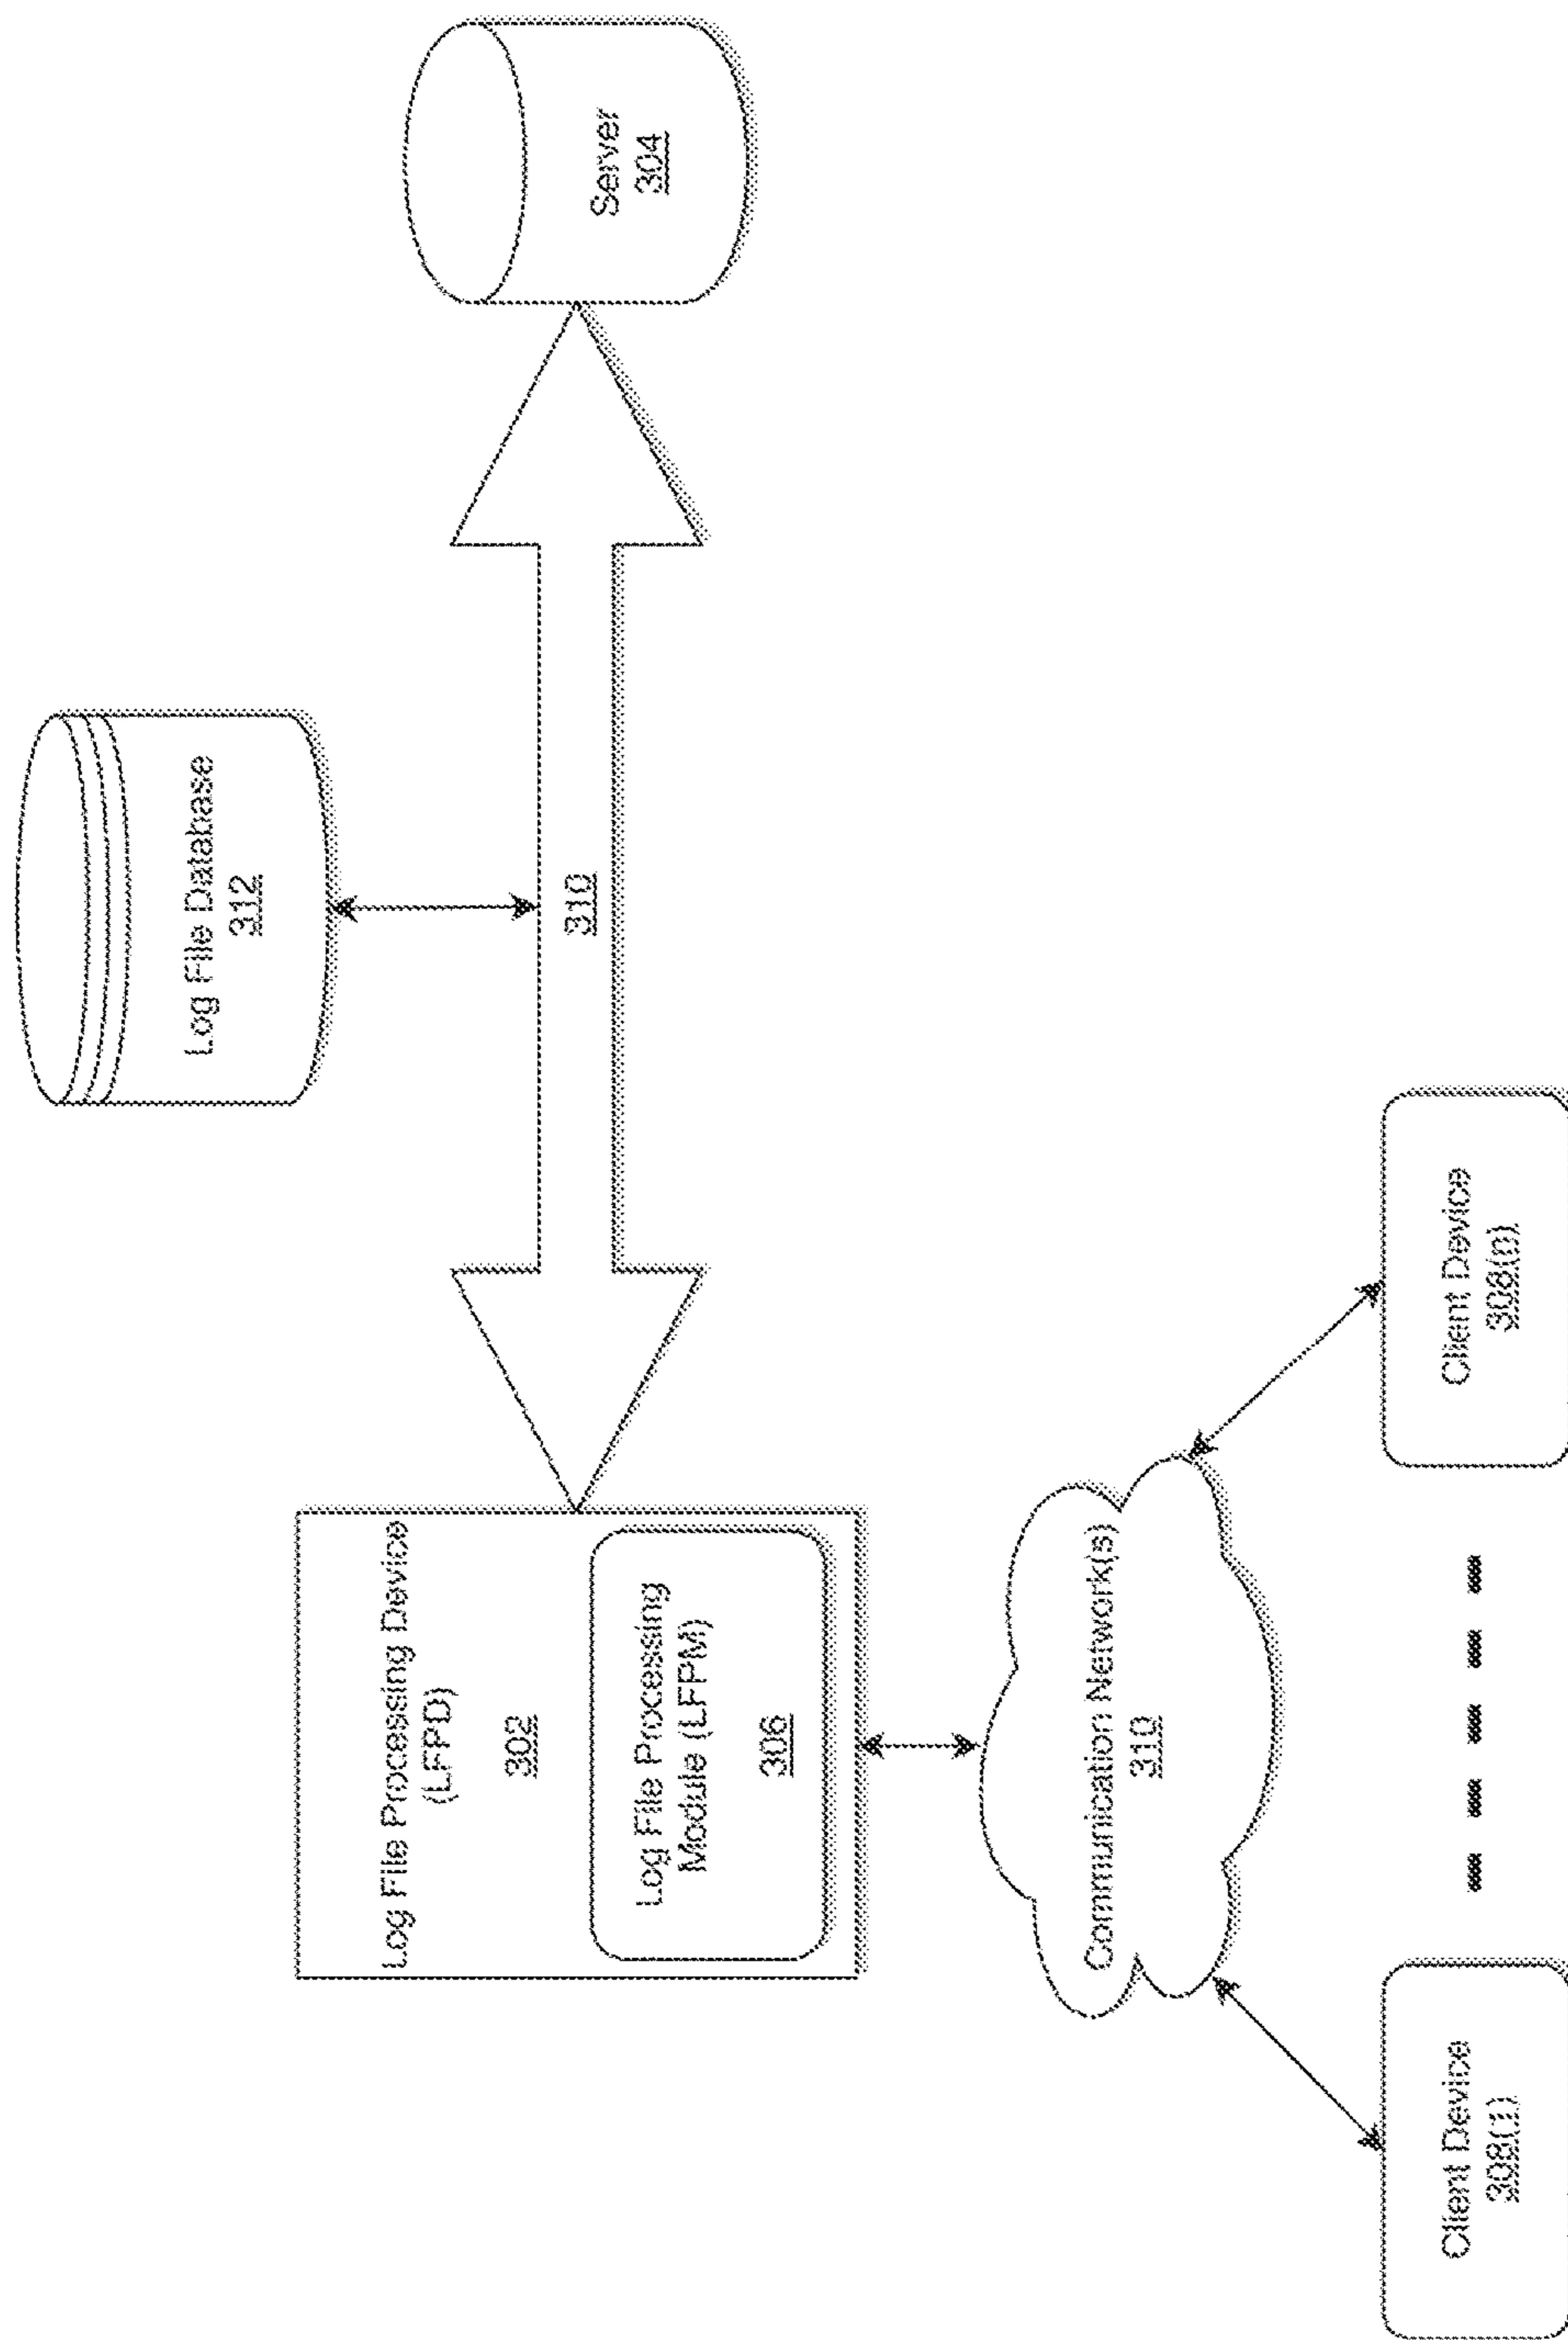 Log File Database
312
Server
304
310
Log File Processing Device
(LFPD)
302
Log File Processing
Module (LFPM)
306
Communication Network(s)
310
Client Device
308(1)
Client Device
308(n)